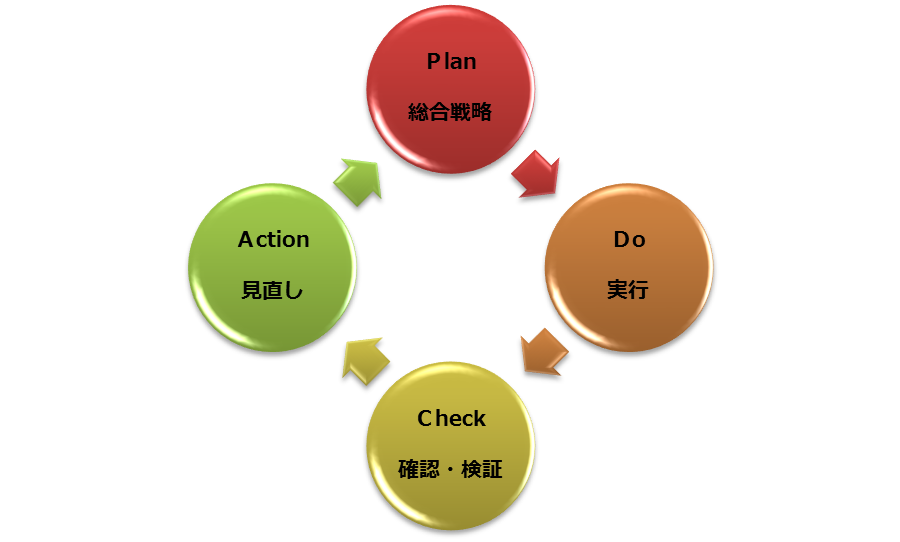 Plan
総合戦略
Action
見直し
Do
実行
Check
確認・検証